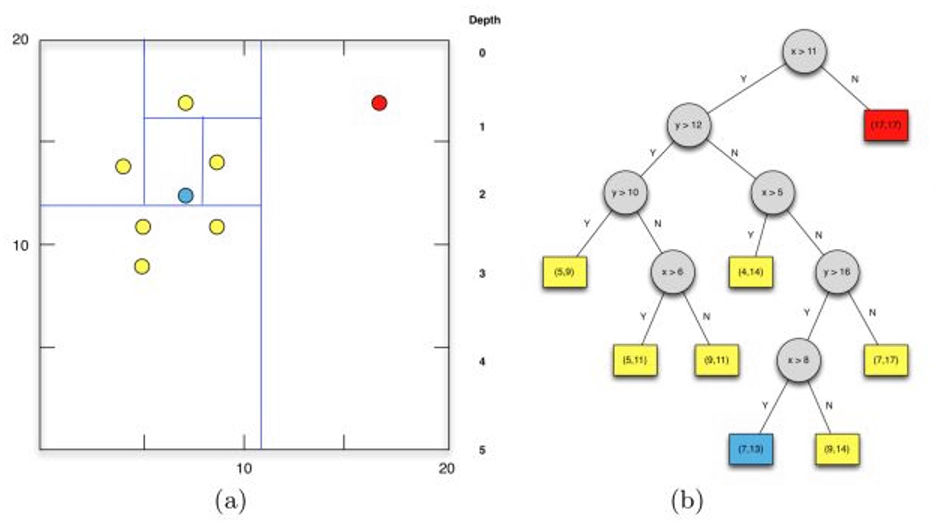 20
10
10
20
(a)
Depth
0
1
2
3
4
5
x > 11
Y
N
y > 12
(17,17)
Y
N
y > 10
x > 5
Y
N
Y
N
(5,9)
x > 6
(4,14)
y > 16
Y
N
Y
N
(5,11)
(9,11)
x > 8
(7,17)
Y
N
(7,13)
(9,14)
(b)